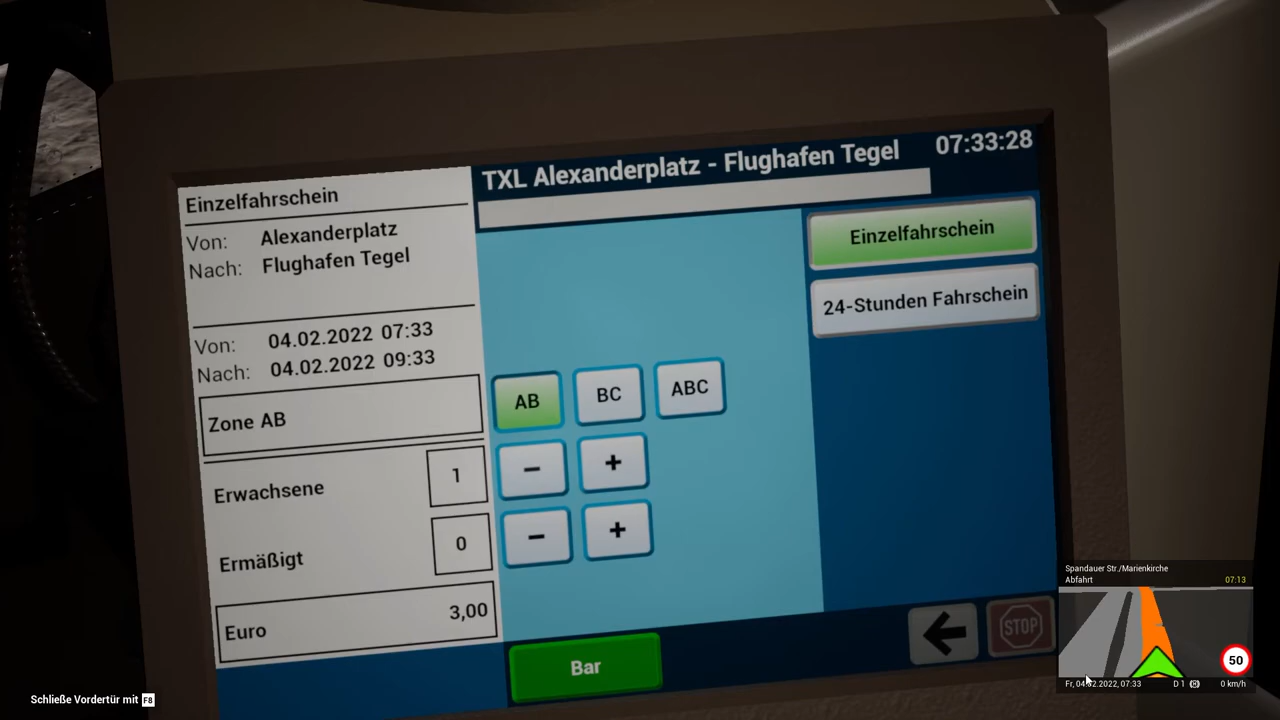 Einzelfahrschein
Von: Alexanderplatz
Nach: Flughafen Tegel
Von: 04.02.2022 07:33
Nach: 04.02.2022 09:33
Zone AB
Erwachsene 1
Ermäßigt 0
Euro 3,00
TXL Alexanderplatz - Flughafen Tegel 07:33:28
AB BC ABC
− +
− +
Bar
Einzelfahrschein
24-Stunden Fahrschein
STOP
Schließe Vordertür mit F8
Spandauer Str./Marienkirche
Abfahrt 07:13
50
Fr, 04.02.2022, 07:33 D 1 (S) 0 km/h